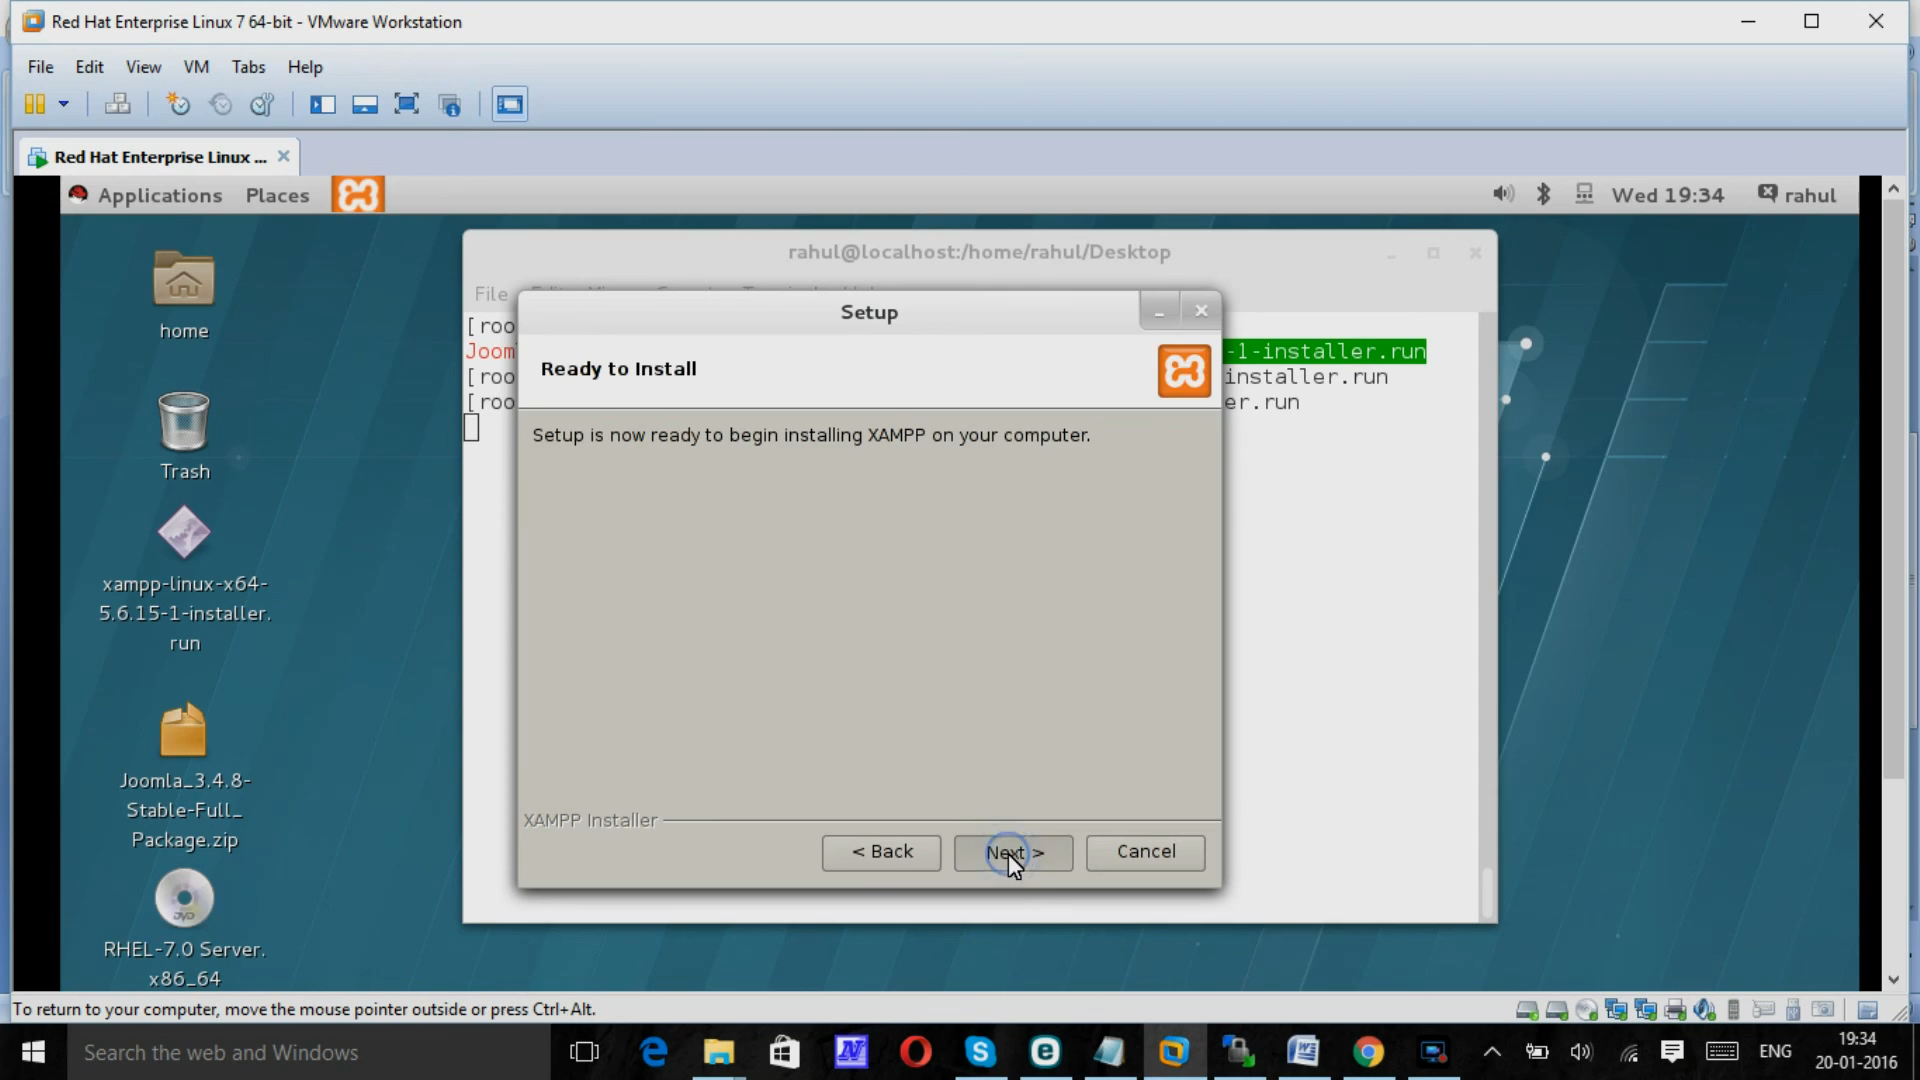 Red Hat Enterprise Linux 7 64-bit - VMware Workstation
File Edit View VM Tabs Help
Red Hat Enterprise Linux ...
Applications Places Wed 19:34 rahul
rahul@localhost:/home/rahul/Desktop
File
Setup
[roo
Joom -1-installer.run
[roo installer.run
[roo er.run
Ready to Install
Setup is now ready to begin installing XAMPP on your computer.
XAMPP Installer
< Back Next > Cancel
home
Trash
xampp-linux-x64-
5.6.15-1-installer.
run
Joomla_3.4.8-
Stable-Full_
Package.zip
DVD
RHEL-7.0 Server.
x86_64
To return to your computer, move the mouse pointer outside or press Ctrl+Alt.
Search the web and Windows
ENG
19:34
20-01-2016